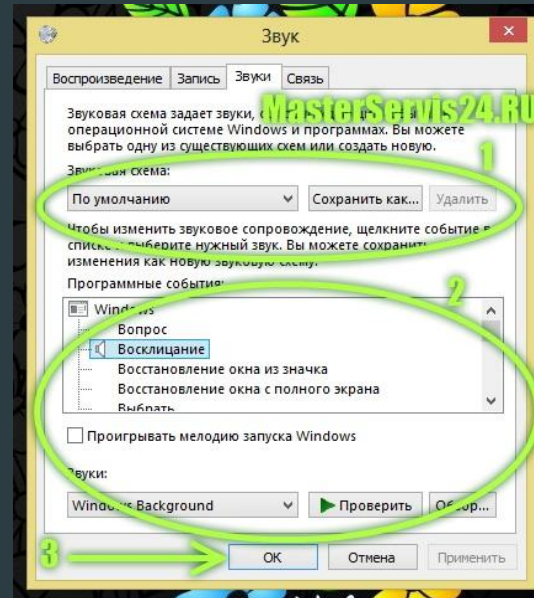 Звук
Воспроизведение Запись Звуки Связь
MasterServis24.RU
Звуковая схема задает звуки,
операционной системе Windows и программах. Вы можете
выбрать одну из существующих схем или создать новую.
1
Звуковая схема:
По умолчанию Сохранить как... Удалить
Чтобы изменить звуковое сопровождение, щелкните событие в
списке и выберите нужный звук. Вы можете сохранить
изменения как новую звуковую схему.
Программные события:
2
Windows
Вопрос
Восклицание
Восстановление окна из значка
Восстановление окна с полного экрана
Выбрать
Проигрывать мелодию запуска Windows
Звуки:
Windows Background Проверить Обзор...
3
ОК Отмена Применить